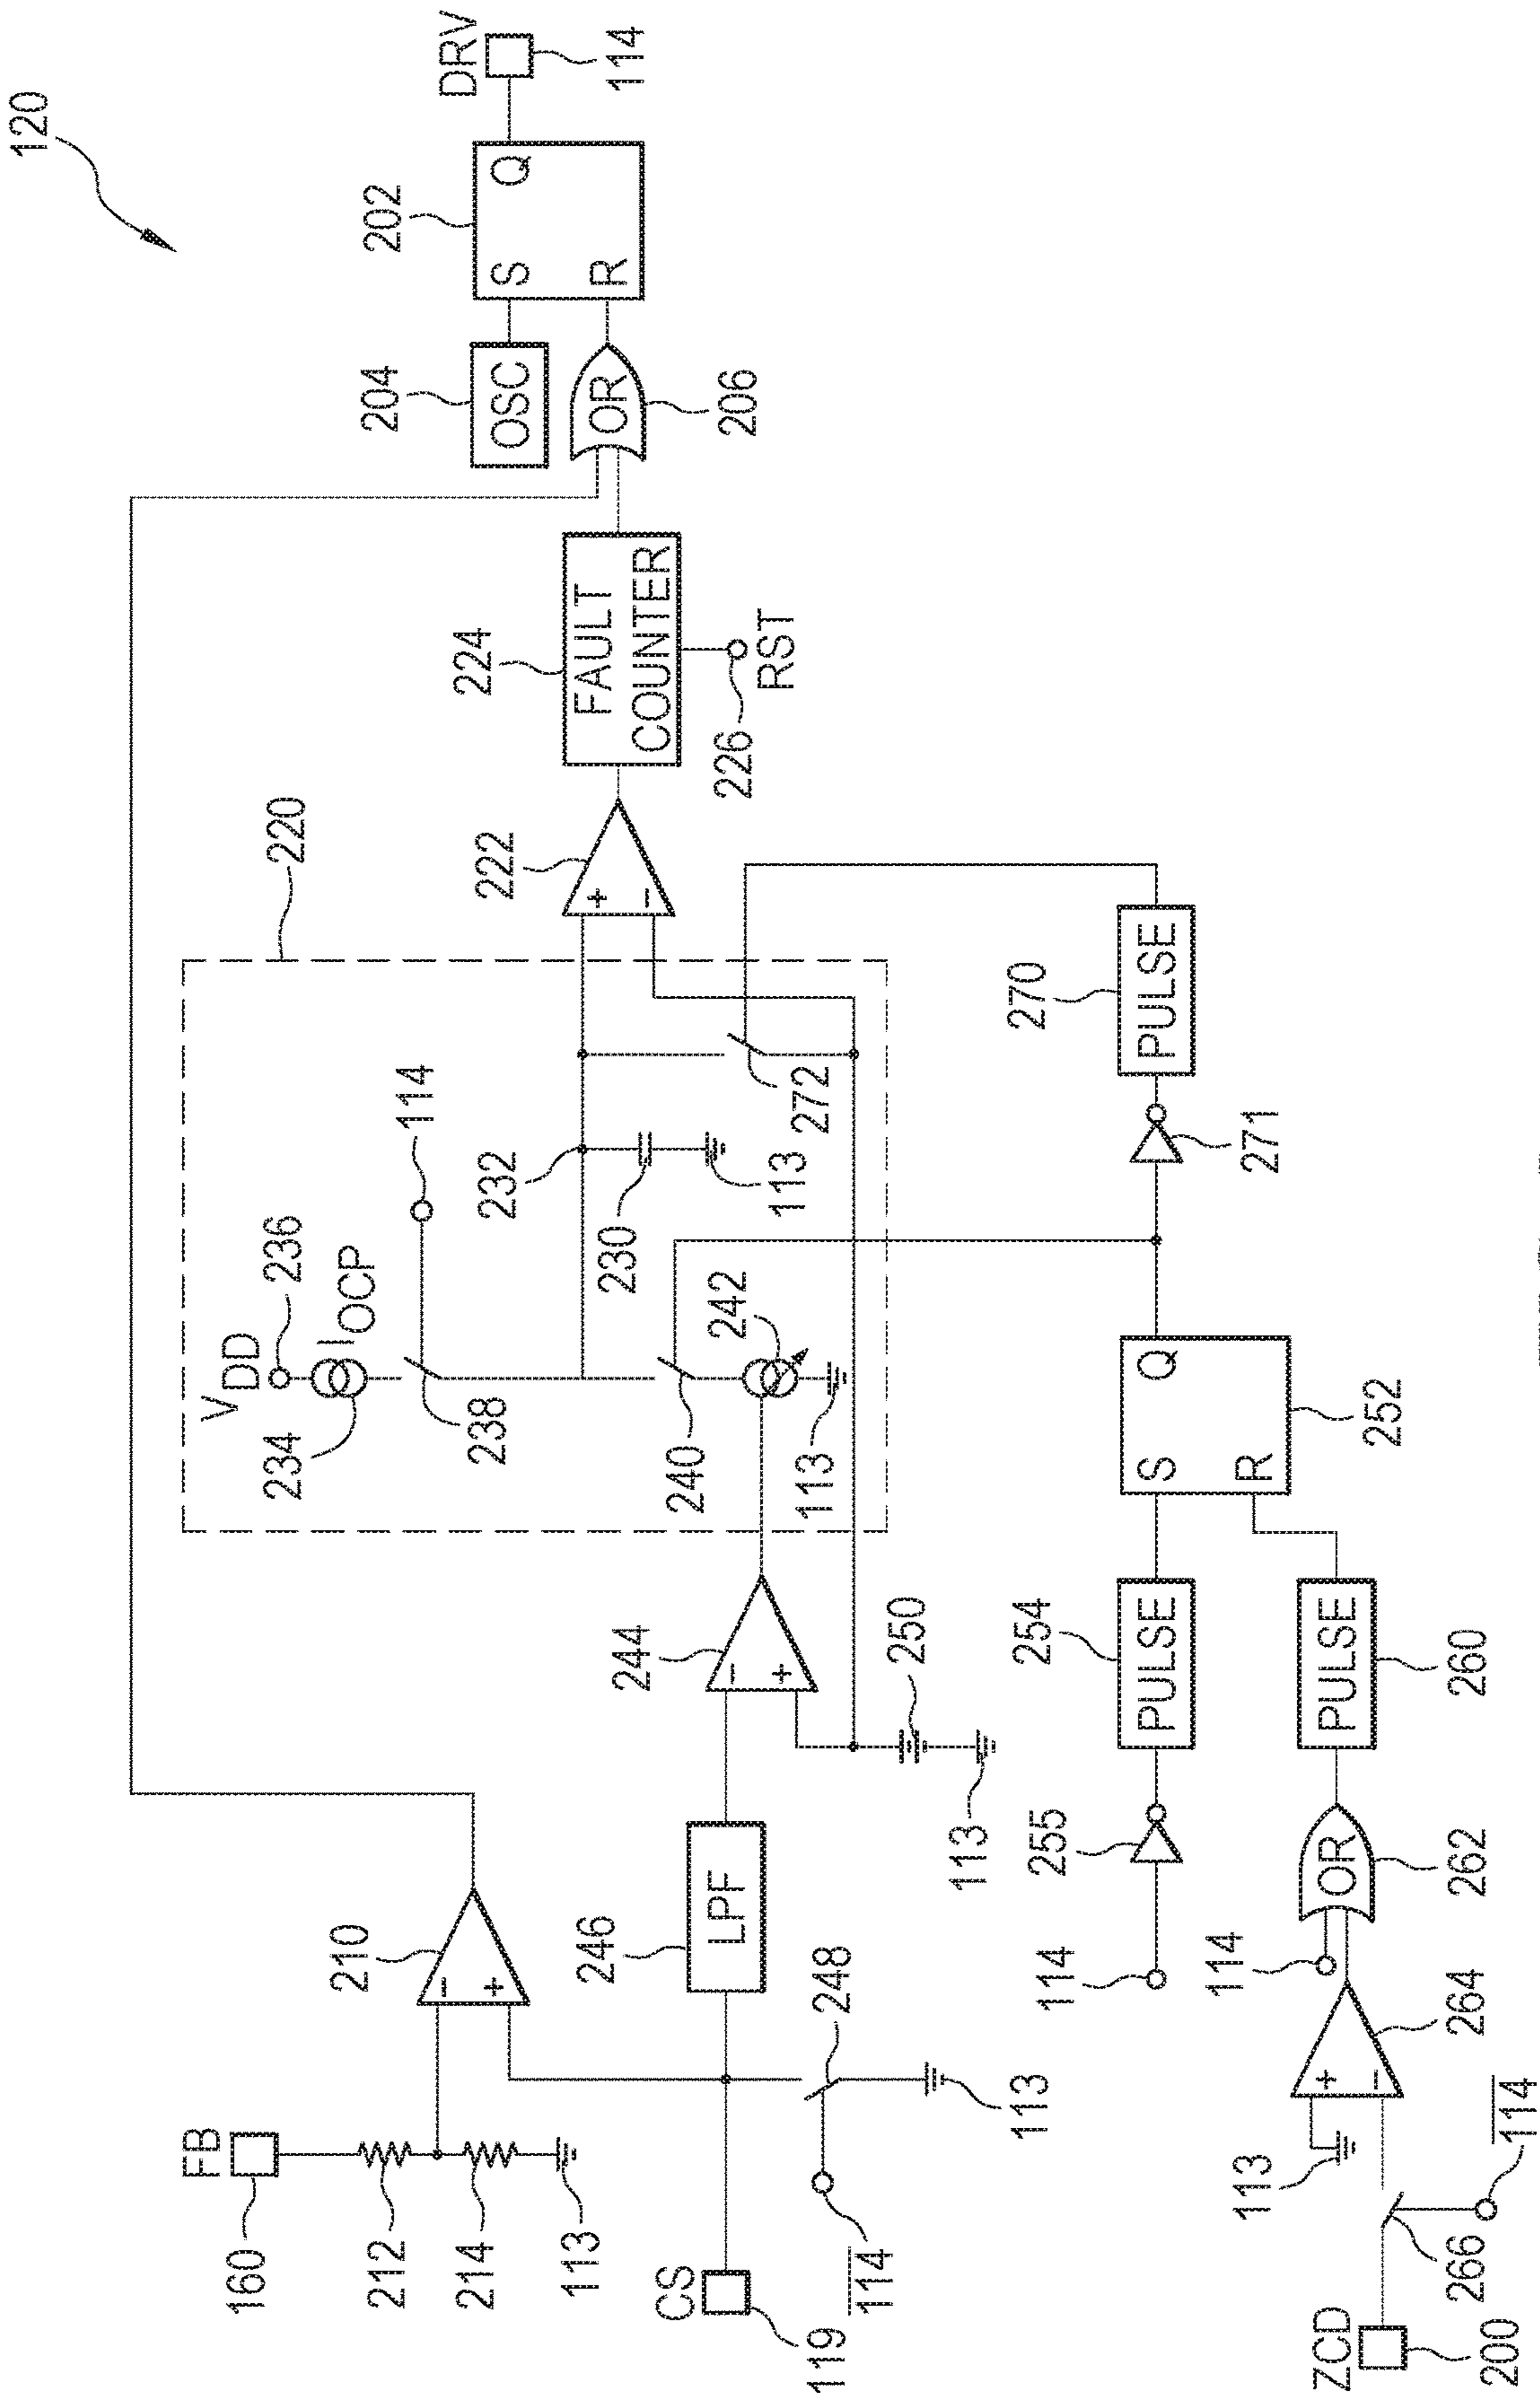 120
220
V
DD
236
I
OCP
234
238
114
FB
160
212
214
113
210
204
202
OSC
S
Q
R
DRV
114
OR
206
222
+
−
224
FAULT
COUNTER
226
RST
232
230
113
272
240
242
113
−
+
CS
119
246
LPF
248
114
113
244
−
+
250
113
114
255
254
PULSE
S
Q
R
252
271
270
PULSE
ZCD
200
266
114
113
+
−
264
114
OR
262
PULSE
260